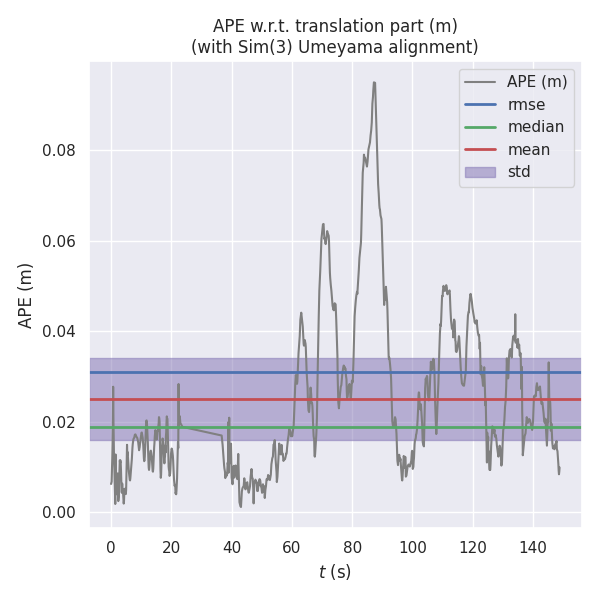 APE w.r.t. translation part (m)
(with Sim(3) Umeyama alignment)
APE (m)
rmse
median
mean
std
APE (m)
0.08
0.06
0.04
0.02
0.00
0 20 40 60 80 100 120 140
t (s)